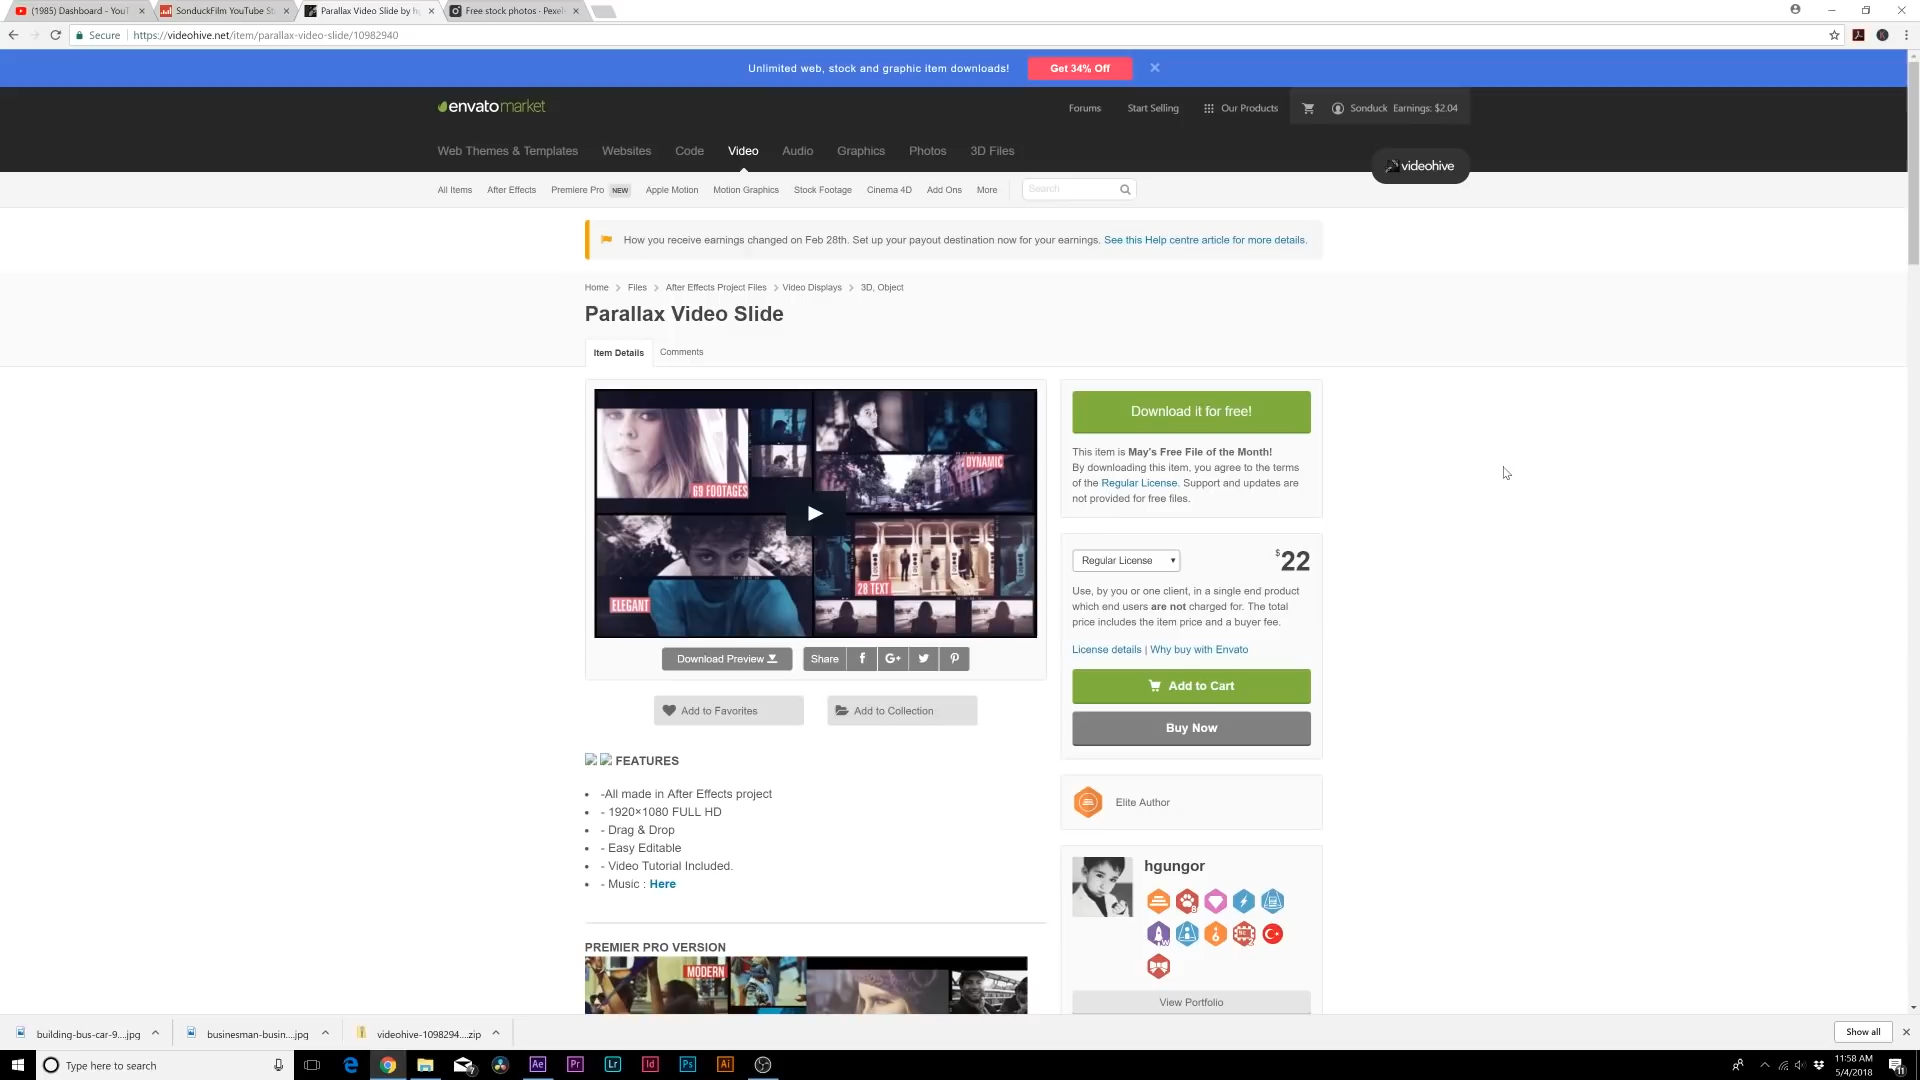 (1985) Dashboard - YouT
SonduckFilm YouTube St
Parallax Video Slide by h
Free stock photos · Pexel
Secure
https://videohive.net/item/parallax-video-slide/10982940
Unlimited web, stock and graphic item downloads!
Get 34% Off
envatomarket
Forums
Start Selling
Our Products
Sonduck Earnings: $2.04
Web Themes & Templates
Websites
Code
Video
Audio
Graphics
Photos
3D Files
videohive
All Items
After Effects
Premiere Pro NEW
Apple Motion
Motion Graphics
Stock Footage
Cinema 4D
Add Ons
More
Search
How you receive earnings changed on Feb 28th. Set up your payout destination now for your earnings. See this Help centre article for more details.
Home > Files > After Effects Project Files > Video Displays > 3D, Object
Parallax Video Slide
Item Details
Comments
69 FOOTAGES
DYNAMIC
ELEGANT
28 TEXT
Download Preview
Share
Add to Favorites
Add to Collection
FEATURES
• -All made in After Effects project
• - 1920×1080 FULL HD
• - Drag & Drop
• - Easy Editable
• - Video Tutorial Included.
• - Music : Here
PREMIER PRO VERSION
MODERN
Download it for free!
This item is May's Free File of the Month!
By downloading this item, you agree to the terms
of the Regular License. Support and updates are
not provided for free files.
Regular License
$22
Use, by you or one client, in a single end product
which end users are not charged for. The total
price includes the item price and a buyer fee.
License details | Why buy with Envato
Add to Cart
Buy Now
Elite Author
hgungor
View Portfolio
building-bus-car-9....jpg
businesman-busin....jpg
videohive-1098294....zip
Show all
Type here to search
Ae
Pr
Lr
Id
Ps
Ai
11:58 AM
5/4/2018